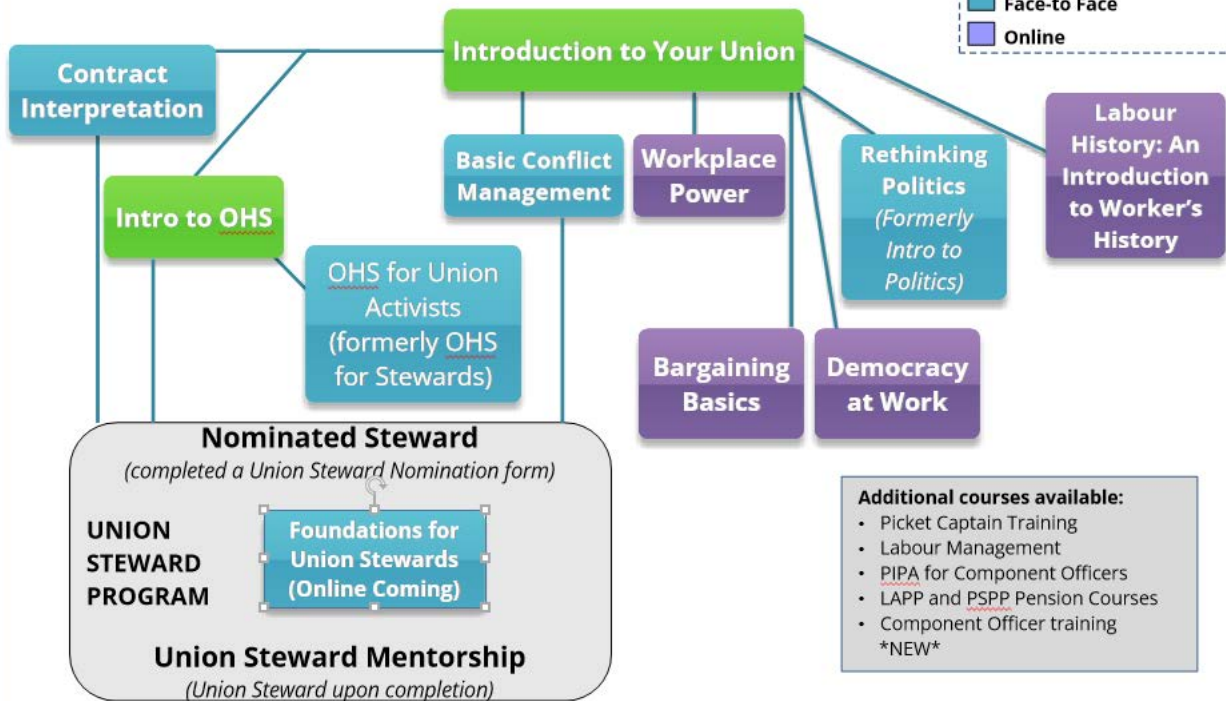 Face-to Face
Online
Introduction to Your Union
Contract
Interpretation
Intro to OHS
OHS for Union
Activists
(formerly OHS
for Stewards)
Basic Conflict
Management
Workplace
Power
Rethinking
Politics
(Formerly
Intro to
Politics)
Labour
History: An
Introduction
to Worker's
History
Bargaining
Basics
Democracy
at Work
Nominated Steward
(completed a Union Steward Nomination form)
UNION
STEWARD
PROGRAM
Foundations for
Union Stewards
(Online Coming)
Union Steward Mentorship
(Union Steward upon completion)
Additional courses available:
• Picket Captain Training
• Labour Management
• PIPA for Component Officers
• LAPP and PSPP Pension Courses
• Component Officer training
*NEW*